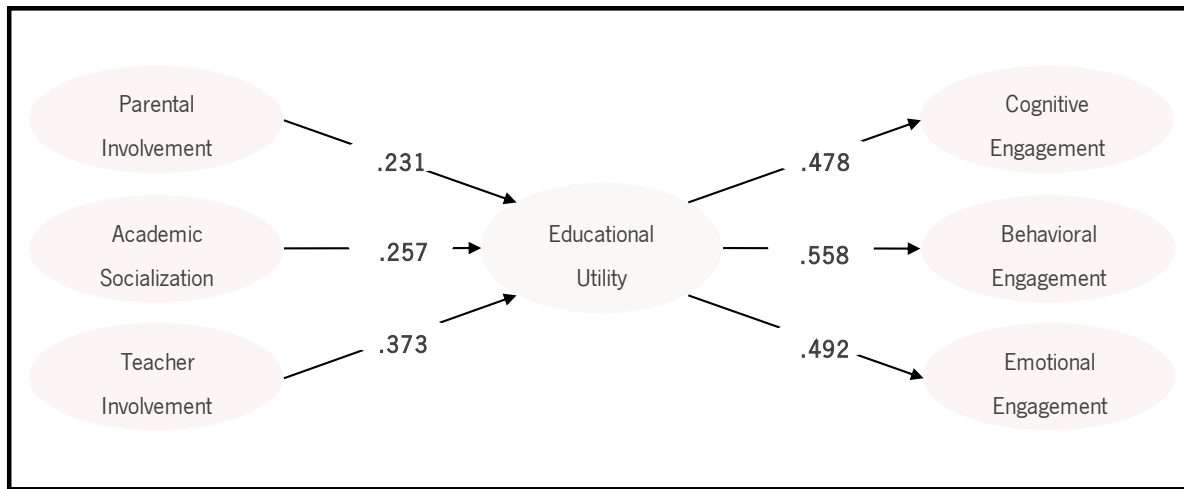 Parental
Involvement
.231
Academic
Socialization
.257
Teacher
Involvement
.373
Educational
Utility
Cognitive
Engagement
.478
Behavioral
Engagement
.558
Emotional
Engagement
.492